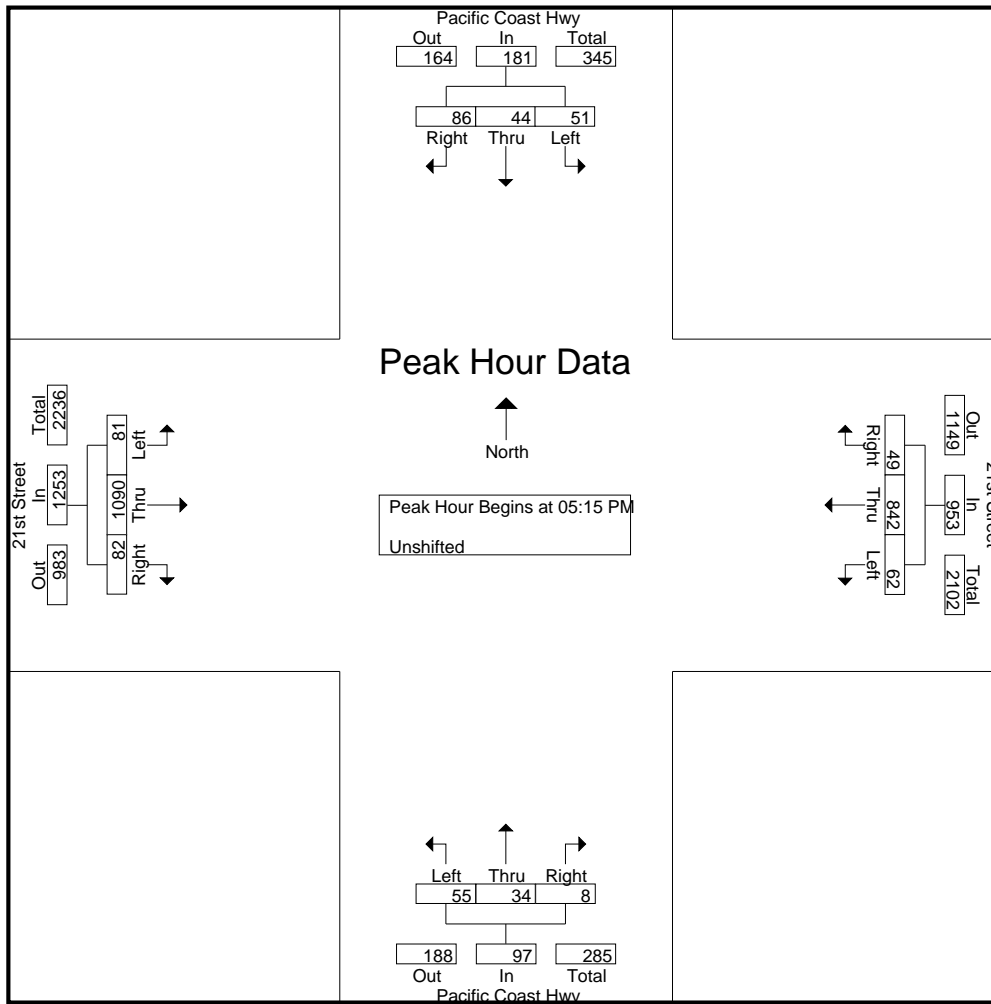 Pacific Coast Hwy
Out In Total
164 181 345
86 44 51
Right Thru Left
Peak Hour Data
North
Peak Hour Begins at 05:15 PM
Unshifted
21st Street
Total In Out
2236 1253 983
81 1090 82
Left Thru Right
Right Thru Left
49 842 62
1149 953 2102
Out In Total
21st Street
Left Thru Right
55 34 8
188 97 285
Out In Total
Pacific Coast Hwy